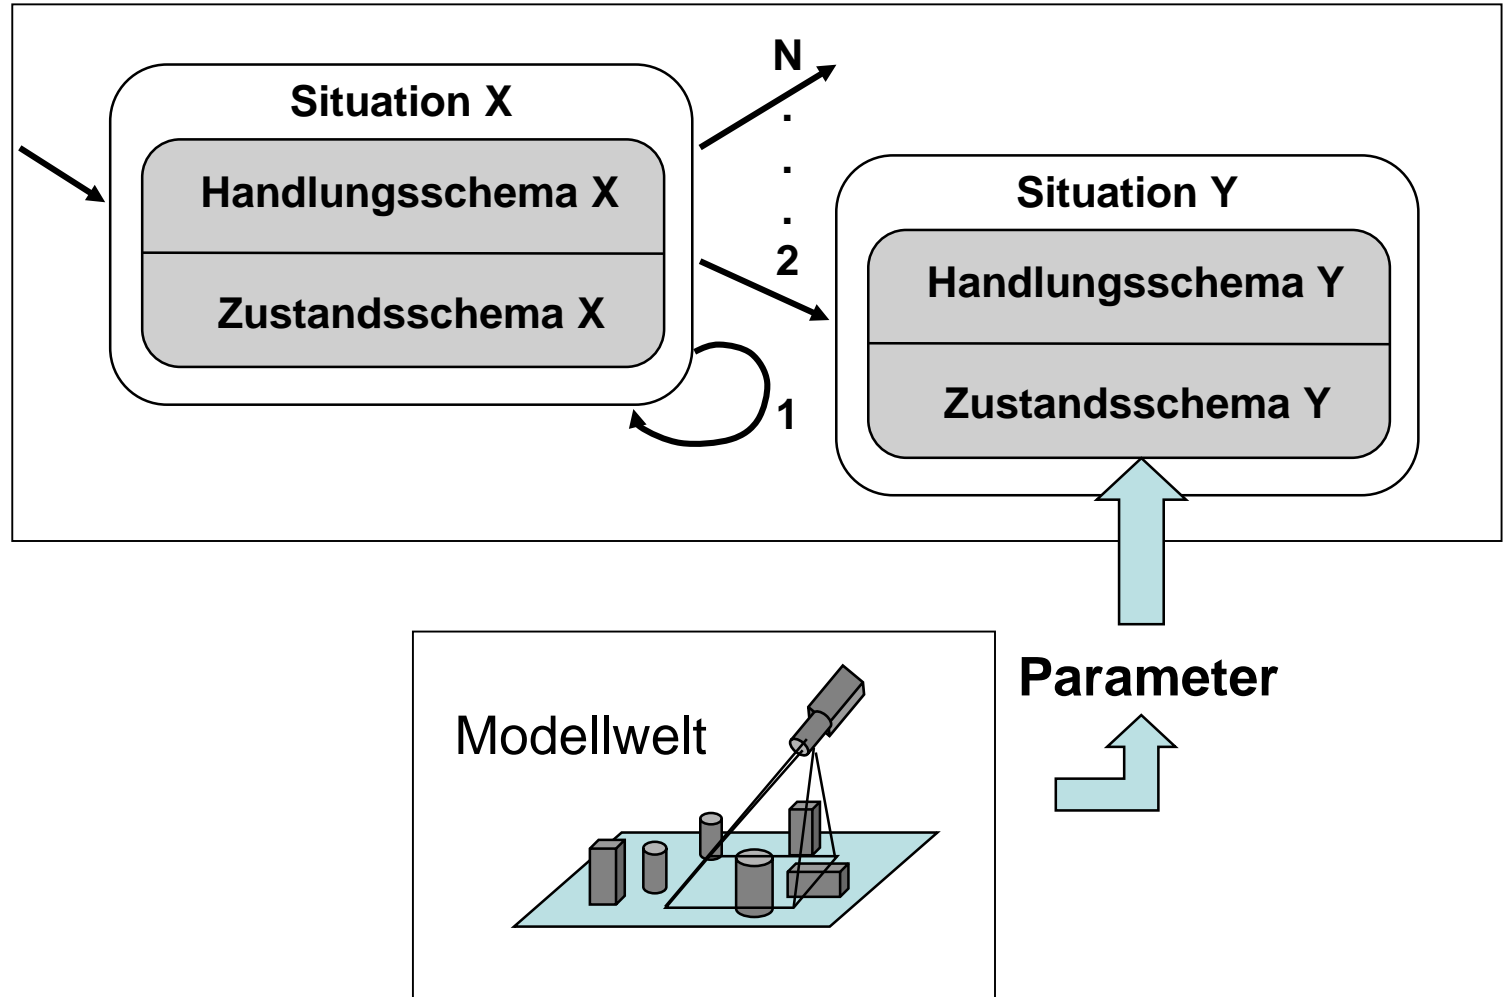 N
Situation X
.
Handlungsschema X
.
Situation Y
.
2
Handlungsschema Y
Zustandsschema X
Zustandsschema Y
1
Parameter
Modellwelt